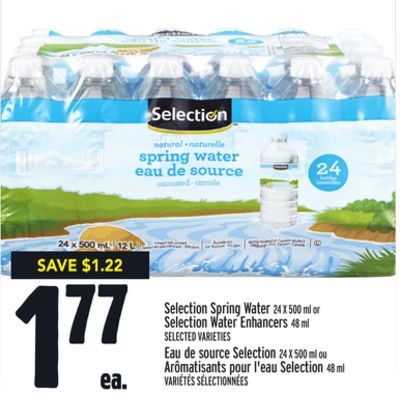 Selection
natural • naturelle
spring water
eau de source
ozonated • ozonée
24
24 x 500 mL 12 L
SAVE $1.22
1 77
ea.
Selection Spring Water 24 X 500 ml or
Selection Water Enhancers 48 ml
SELECTED VARIETIES
Eau de source Selection 24 X 500 ml ou
Arômatisants pour l'eau Selection 48 ml
VARIÉTÉS SÉLECTIONNÉES